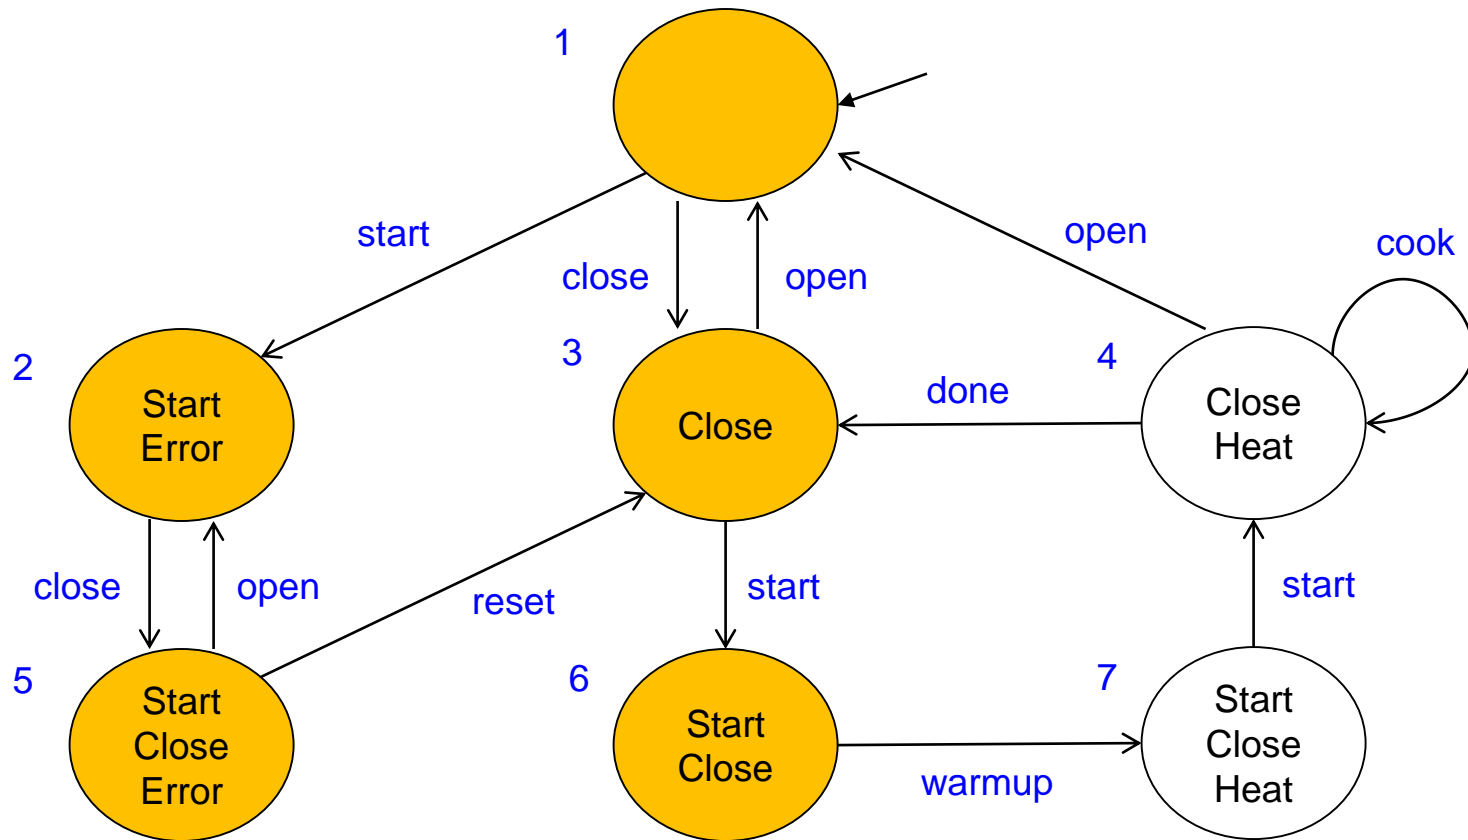 1
start
close
open
open
cook
2
Start
Error
3
Close
done
4
Close
Heat
close
open
reset
start
start
5
Start
Close
Error
6
Start
Close
warmup
7
Start
Close
Heat